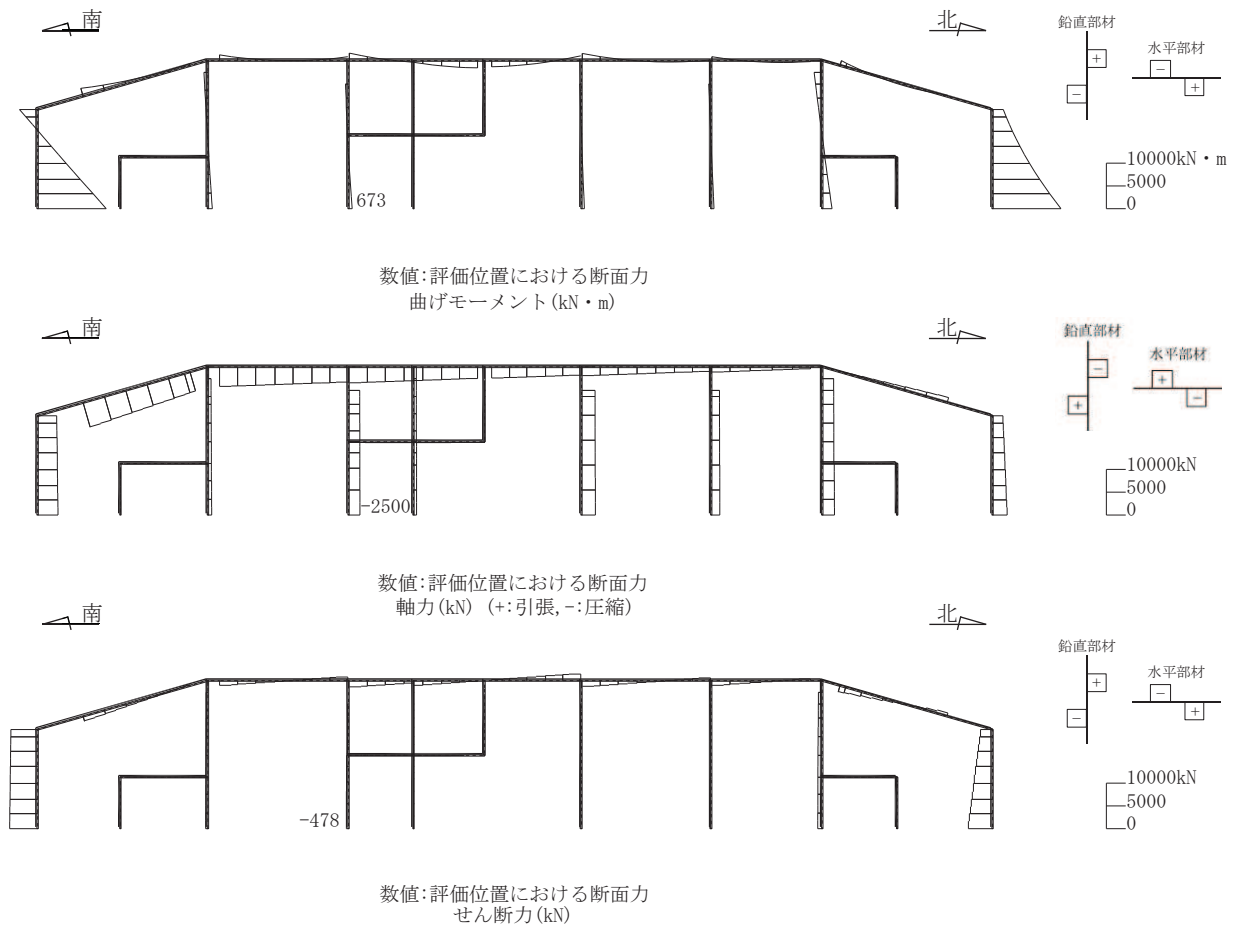 南
北
鉛直部材
+
−
水平部材
−
+
10000kN・m
5000
0
673
数値:評価位置における断面力
曲げモーメント(kN・m)
南
北
鉛直部材
−
+
水平部材
+
−
10000kN
5000
0
−2500
数値:評価位置における断面力
軸力(kN) (+:引張,−:圧縮)
南
北
鉛直部材
+
−
水平部材
−
+
10000kN
5000
0
−478
数値:評価位置における断面力
せん断力(kN)